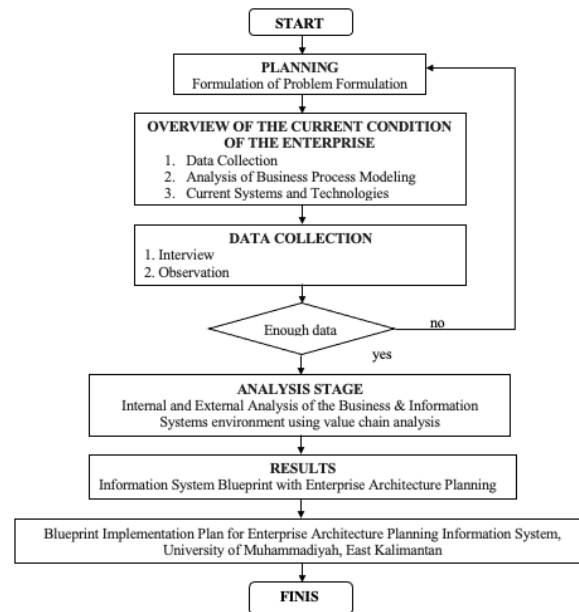 START
PLANNING
Formulation of Problem Formulation
OVERVIEW OF THE CURRENT CONDITION
OF THE ENTERPRISE
1. Data Collection
2. Analysis of Business Process Modeling
3. Current Systems and Technologies
DATA COLLECTION
1. Interview
2. Observation
Enough data
no
yes
ANALYSIS STAGE
Internal and External Analysis of the Business & Information
Systems environment using value chain analysis
RESULTS
Information System Blueprint with Enterprise Architecture Planning
Blueprint Implementation Plan for Enterprise Architecture Planning Information System,
University of Muhammadiyah, East Kalimantan
FINIS